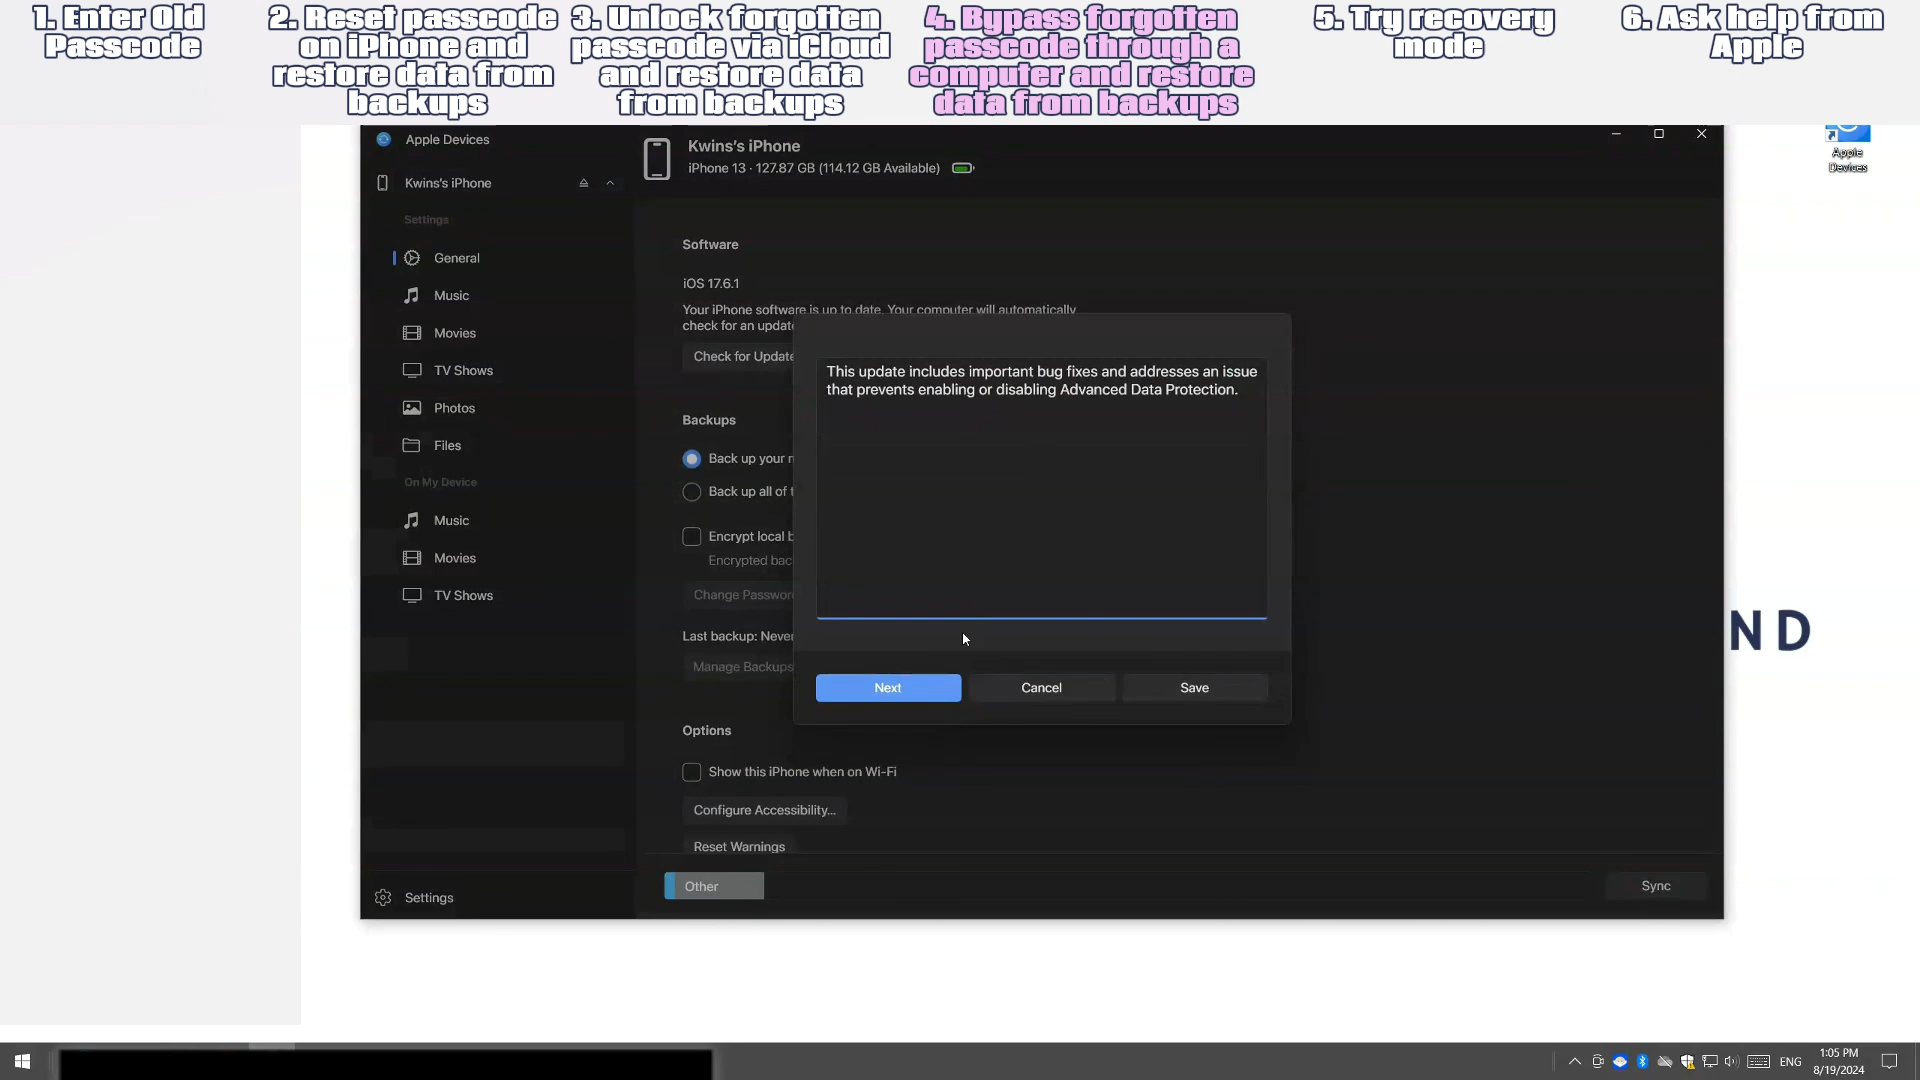 1. Enter Old
Passcode
2. Reset passcode
on iPhone and
restore data from
backups
3. Unlock forgotten
passcode via iCloud
and restore data
from backups
4. Bypass forgotten
passcode through a
computer and restore
data from backups
5. Try recovery
mode
6. Ask help from
Apple
Apple Devices
Kwins's iPhone
Settings
General
Music
Movies
TV Shows
Photos
Files
On My Device
Music
Movies
TV Shows
Settings
Kwins's iPhone
iPhone 13 · 127.87 GB (114.12 GB Available)
Software
iOS 17.6.1
Your iPhone software is up to date. Your computer will automatically
check for an update
Check for Update
Backups
Back up your
Back up all of
Encrypt local
Encrypted
Change Password
Last backup: Never
Manage Backups
Options
Show this iPhone when on Wi-Fi
Configure Accessibility...
Reset Warnings
Other
Sync
This update includes important bug fixes and addresses an issue
that prevents enabling or disabling Advanced Data Protection.
Next
Cancel
Save
Apple
Devices
ND
ENG
1:05 PM
8/19/2024